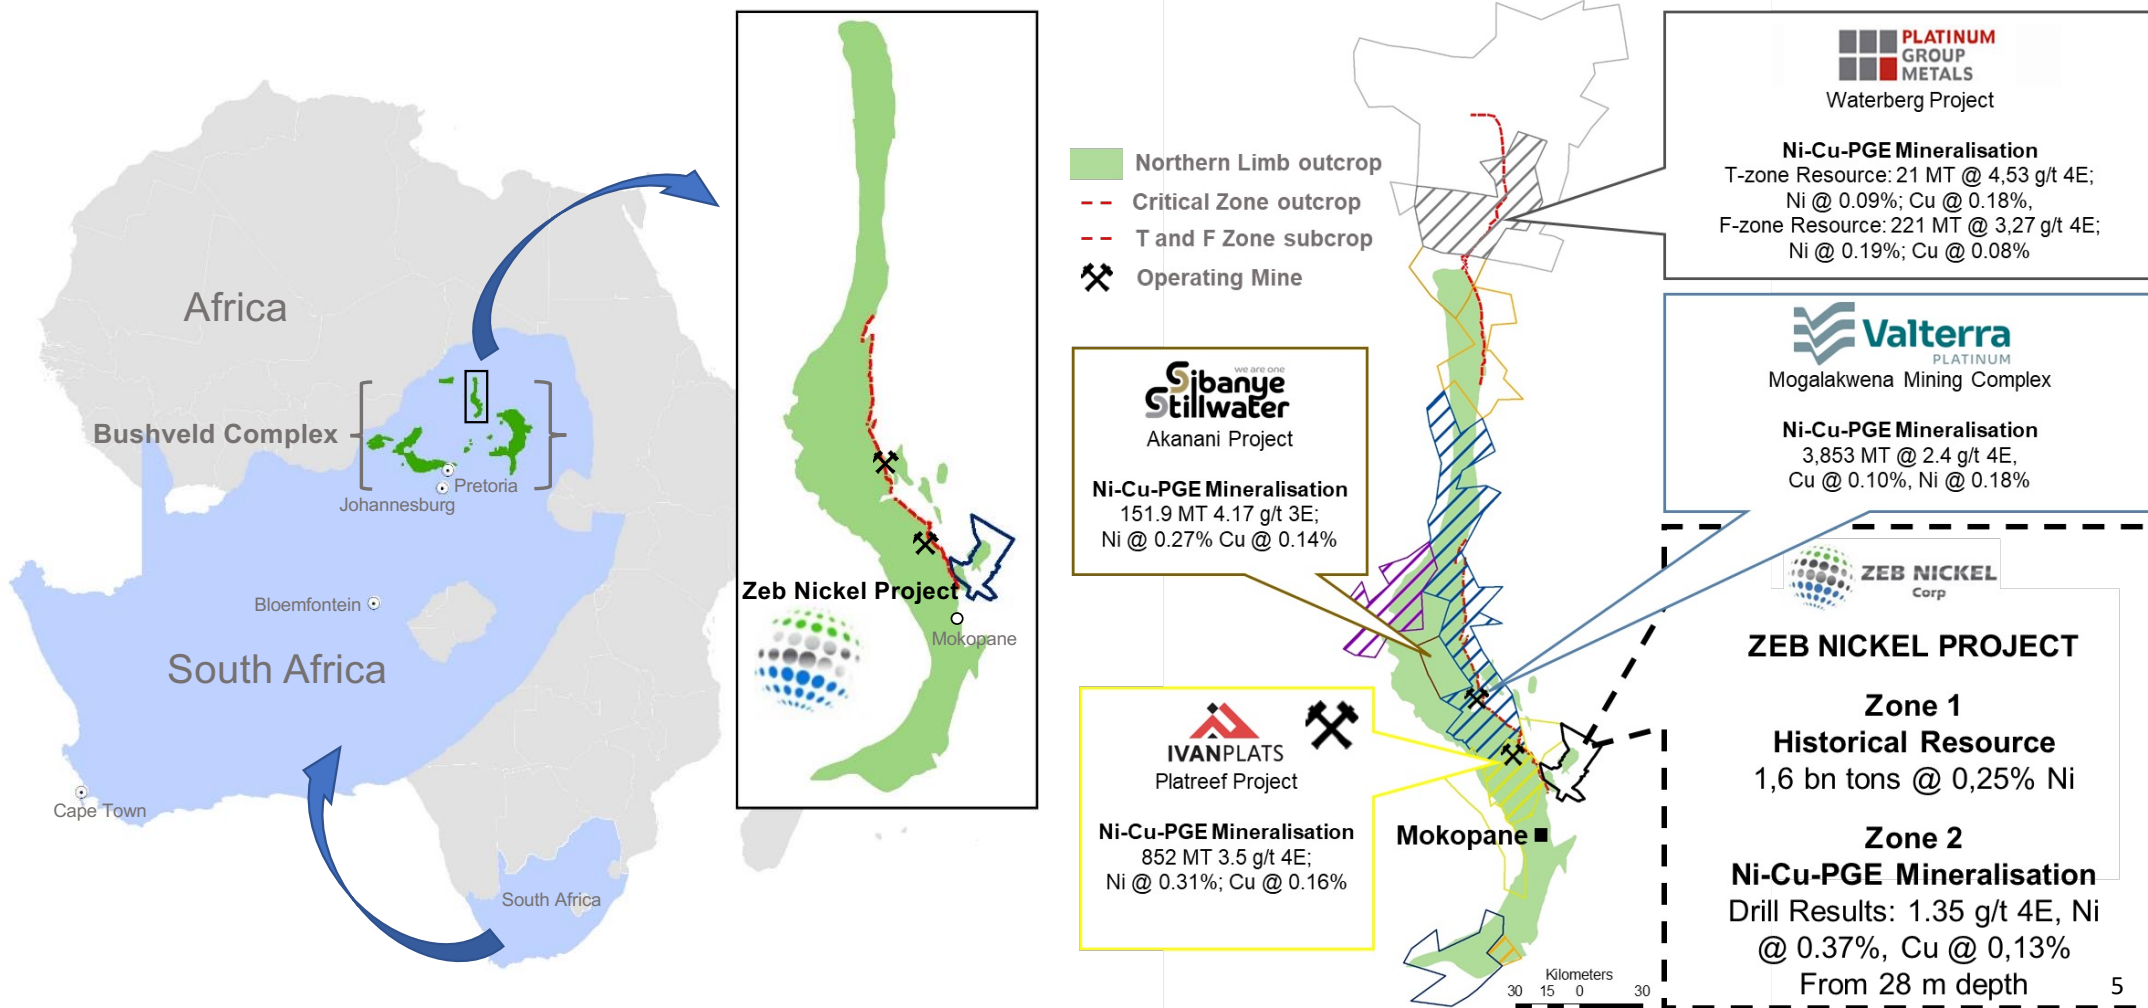 Africa
Bushveld Complex
Pretoria
Johannesburg
Bloemfontein
South Africa
Cape Town
South Africa
Zeb Nickel Project
Mokopane
Northern Limb outcrop
Critical Zone outcrop
T and F Zone subcrop
Operating Mine
we are one
Sibanye
Stillwater
Akanani Project
Ni-Cu-PGE Mineralisation
151.9 MT 4.17 g/t 3E;
Ni @ 0.27% Cu @ 0.14%
IVANPLATS
Platreef Project
Ni-Cu-PGE Mineralisation
852 MT 3.5 g/t 4E;
Ni @ 0.31%; Cu @ 0.16%
Mokopane
Kilometers
30 15 0 30
PLATINUM
GROUP
METALS
Waterberg Project
Ni-Cu-PGE Mineralisation
T-zone Resource: 21 MT @ 4,53 g/t 4E;
Ni @ 0.09%; Cu @ 0.18%,
F-zone Resource: 221 MT @ 3,27 g/t 4E;
Ni @ 0.19%; Cu @ 0.08%
Valterra
PLATINUM
Mogalakwena Mining Complex
Ni-Cu-PGE Mineralisation
3,853 MT @ 2.4 g/t 4E,
Cu @ 0.10%, Ni @ 0.18%
ZEB NICKEL
Corp
ZEB NICKEL PROJECT
Zone 1
Historical Resource
1,6 bn tons @ 0,25% Ni
Zone 2
Ni-Cu-PGE Mineralisation
Drill Results: 1.35 g/t 4E, Ni
@ 0.37%, Cu @ 0,13%
From 28 m depth
5